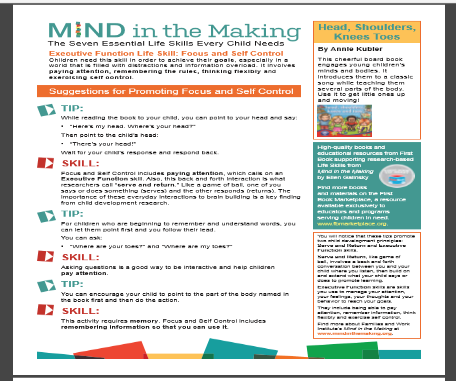 MIND in the Making
The Seven Essential Life Skills Every Child Needs
Executive Function Life Skill: Focus and Self Control
Children need this skill in order to achieve their goals, especially in a
world that is filled with distractions and information overload. It involves
paying attention, remembering the rules, thinking flexibly and
exercising self control.
Suggestions for Promoting Focus and Self Control
TIP:
While reading the book to your child, you can point to your head and say:
• "Here's my head. Where's your head?"
Then point to the child's head:
• "There's your head!"
Wait for your child's response and respond back.
SKILL:
Focus and Self Control includes paying attention, which calls on an
Executive Function skill. Also, this back and forth interaction is what
researchers call "serve and return." Like a game of ball, one of you
says or does something (serves) and the other responds (returns). The
importance of these everyday interactions to brain building is a key finding
from child development research.
TIP:
For children who are beginning to remember and understand words, you
can let them point first and you follow their lead.
You can ask:
• "Where are your toes?" and "Where are my toes?"
SKILL:
Asking questions is a good way to be interactive and help children
pay attention.
TIP:
You can encourage your child to point to the part of the body named in
the book first and then do the action.
SKILL:
This activity requires memory. Focus and Self Control includes
remembering information so that you can use it.
Head, Shoulders,
Knees Toes
By Annie Kubler
This cheerful board book
engages young children's
minds and bodies. It
introduces them to a classic
song while teaching them
several parts of the body.
Use it to get little ones up
and moving!
High-quality books and
educational resources from First
Book supporting research-based
Life Skills from
Mind in the Making
by Ellen Galinsky
Find more books
and materials on the First
Book Marketplace, a resource
available exclusively to
educators and programs
serving children in need.
www.fbmarketplace.org.
You will notice that these tips promote
two child development principles:
Serve and Return and Executive
Function skills.
Serve and Return, like game of
ball, involves a back and forth
conversation between you and your
child where you listen, then build on
and extend what your child says or
does to promote learning.
Executive Function skills are skills
you use to manage your attention,
your feelings, your thoughts and your
behavior to reach your goals.
They include being able to pay
attention, remember information, think
flexibly and exercise self control.
Find more about Families and Work
Institute's Mind in the Making at
www.mindinthemaking.org.